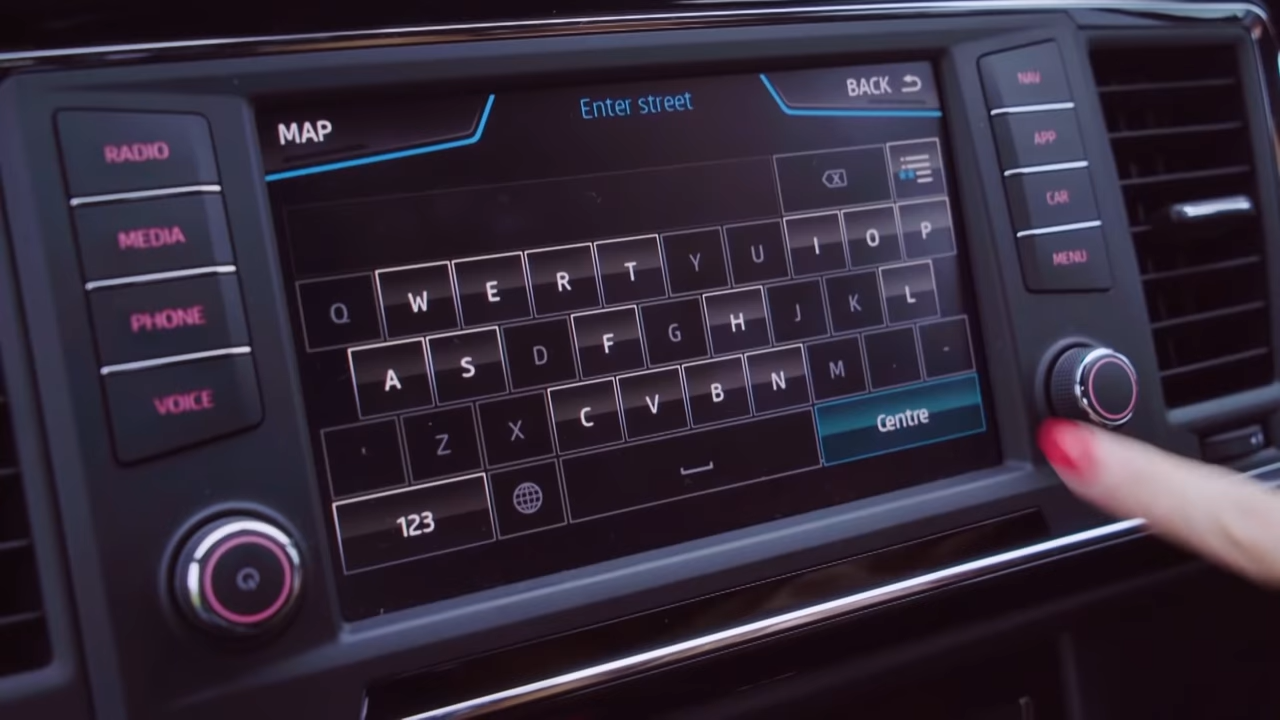 RADIO
MEDIA
PHONE
VOICE
MAP
Enter street
BACK
Q W E R T Y U I O P
A S D F G H J K L
' Z X C V B N M . -
123
Centre
NAV
APP
CAR
MENU